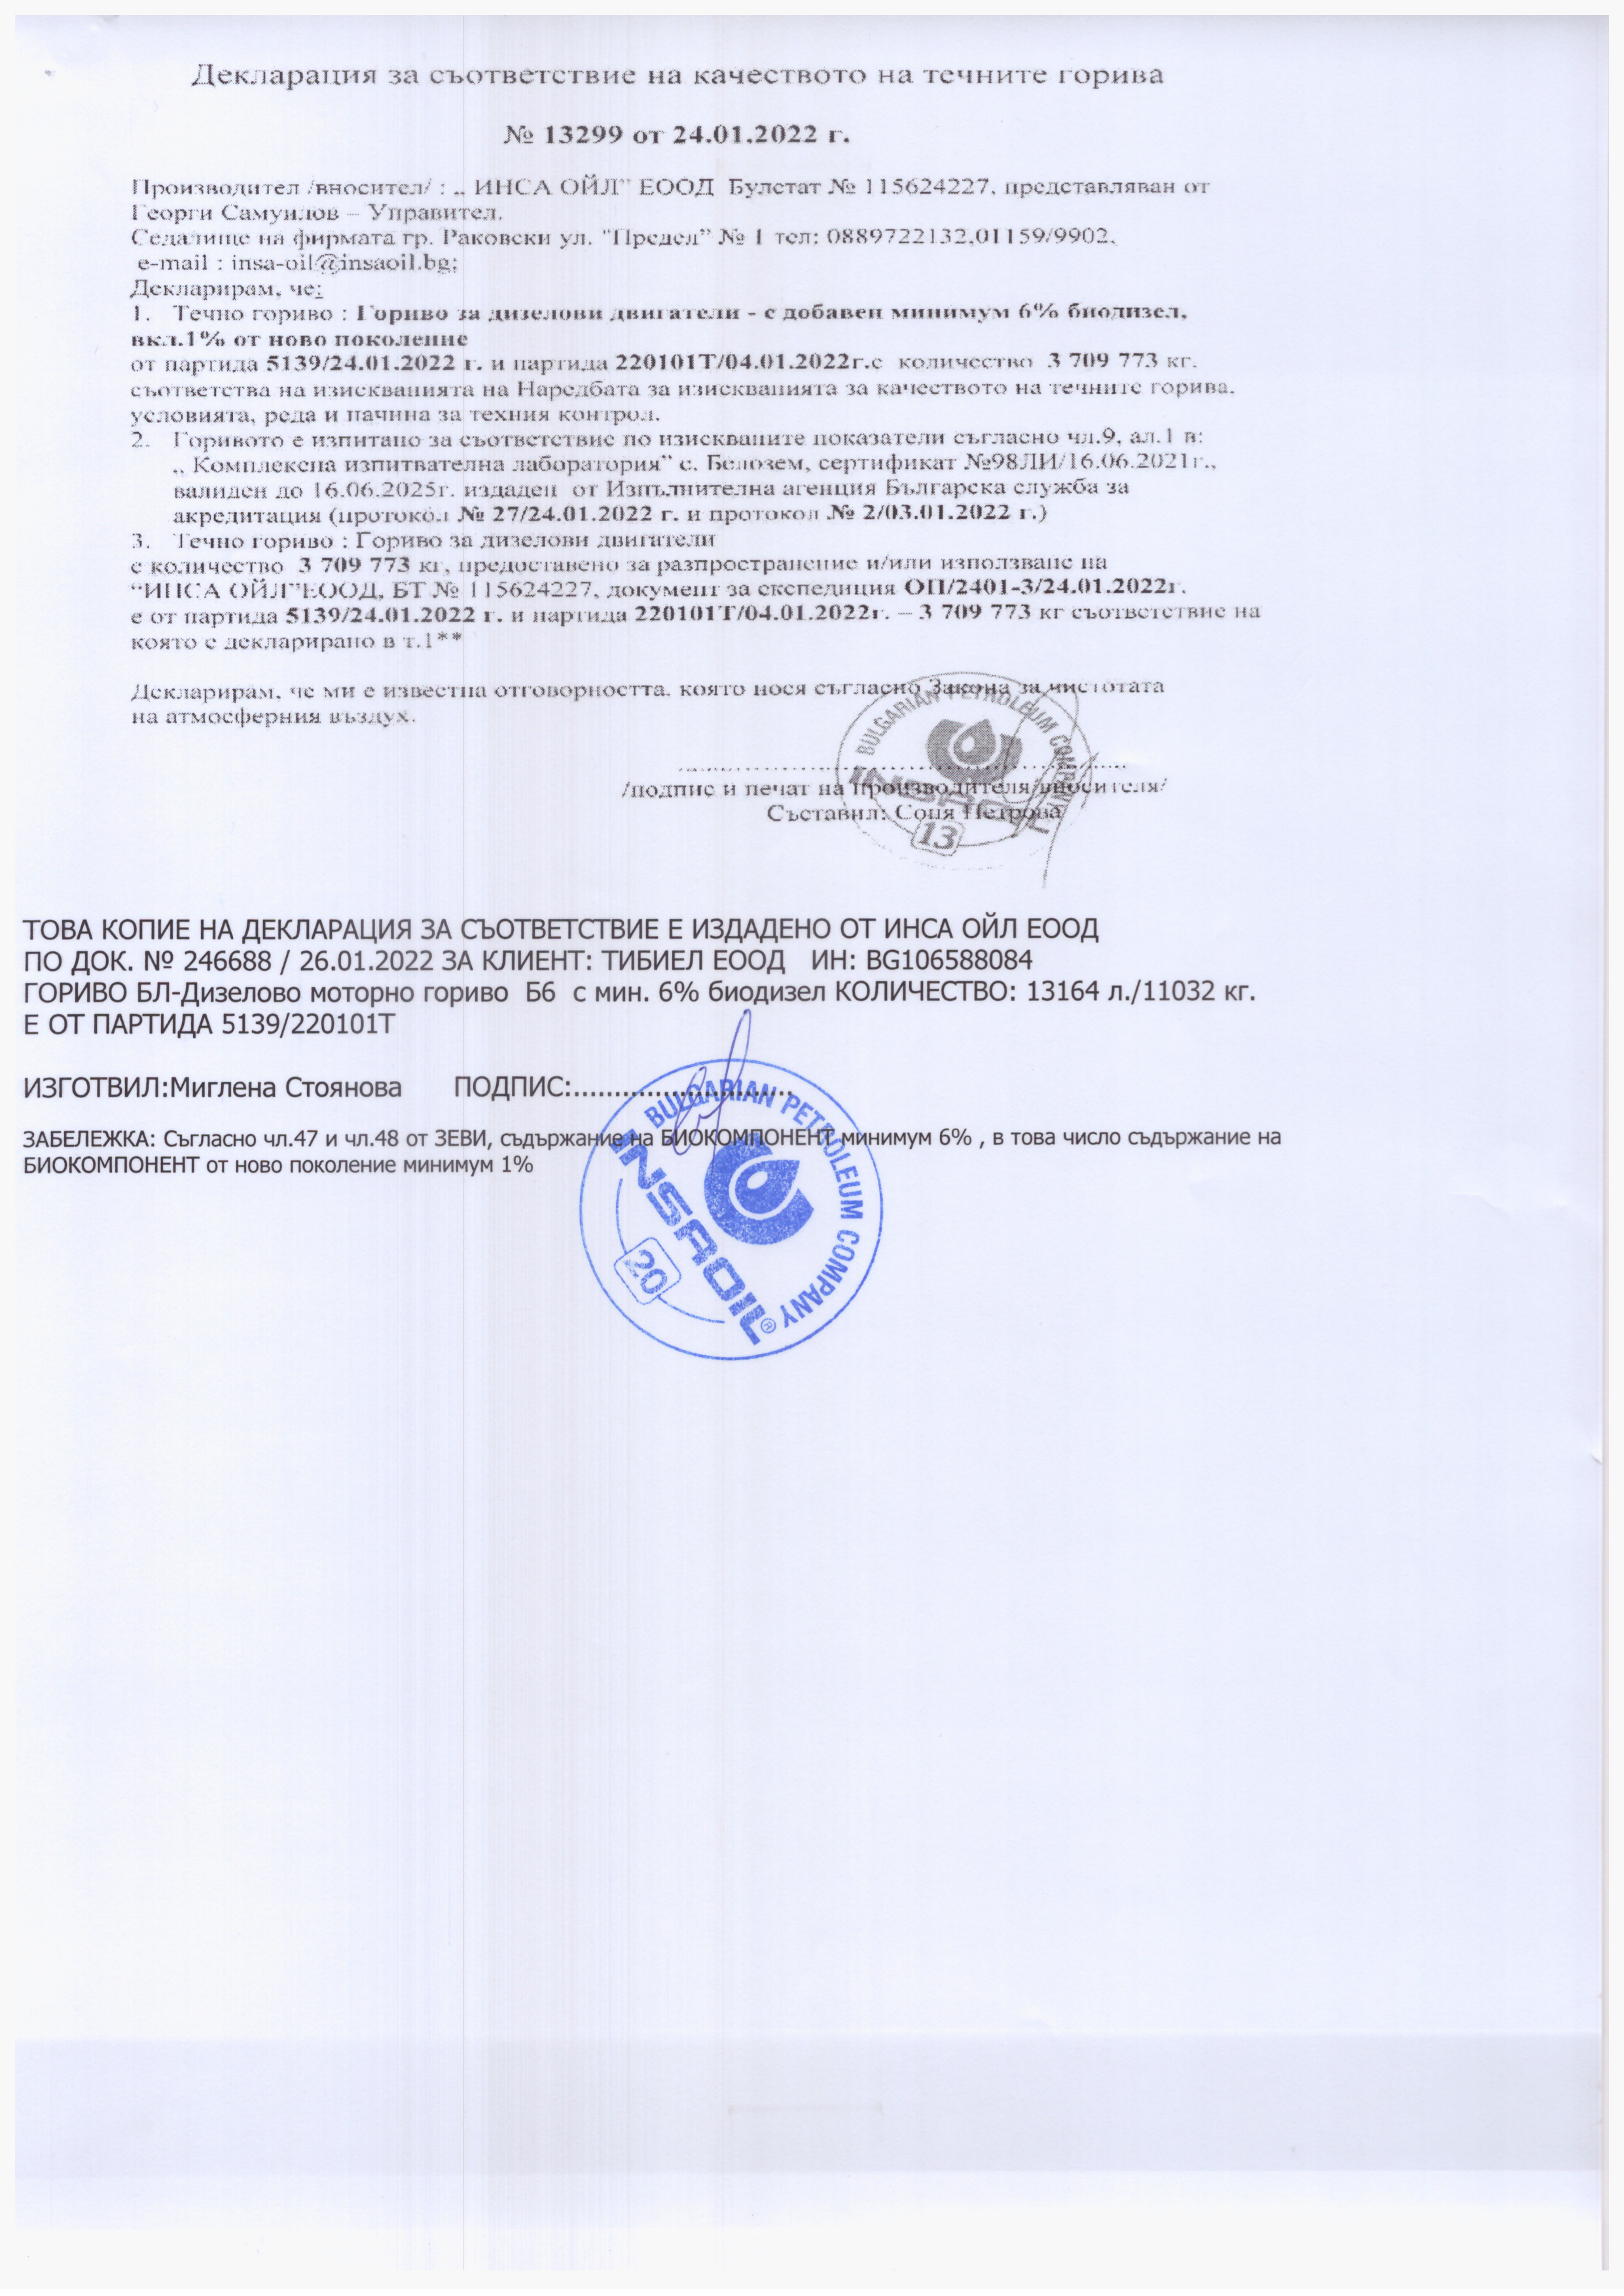 Декларация за съответствие на качеството на течните горива
№ 13299 от 24.01.2022 г.
Производител /вносител/ : ,, ИНСА ОЙЛ" ЕООД Булстат № 115624227, представляван от
Георги Самуилов – Управител.
Седалище на фирмата гр. Раковски ул. "Предел" № 1 тел: 0889722132,01159/9902,
e-mail : insa-oil@insaoil.bg;
Декларирам, че:
1. Течно гориво : Гориво за дизелови двигатели - с добавен минимум 6% биодизел,
вкл.1% от ново поколение
от партида 5139/24.01.2022 г. и партида 220101Т/04.01.2022г.с количество 3 709 773 кг.
съответства на изискванията на Наредбата за изискванията за качеството на течните горива,
условията, реда и начина за техния контрол.
2. Горивото е изпитано за съответствие по изискваните показатели съгласно чл.9, ал.1 в:
,, Комплексна изпитвателна лаборатория" с. Белозем, сертификат №98ЛИ/16.06.2021г.,
валиден до 16.06.2025г. издаден от Изпълнителна агенция Българска служба за
акредитация (протокол № 27/24.01.2022 г. и протокол № 2/03.01.2022 г.)
3. Течно гориво : Гориво за дизелови двигатели
с количество 3 709 773 кг, предоставено за разпространение и/или използване на
"ИНСА ОЙЛ"ЕООД, БТ № 115624227, документ за експедиция ОП/2401-3/24.01.2022г.
е от партида 5139/24.01.2022 г. и партида 220101Т/04.01.2022г. – 3 709 773 кг съответствие на
която е декларирано в т.1**
Декларирам, че ми е известна отговорността, която нося съгласно Закона за чистотата
на атмосферния въздух.
BULGARIAN PETROLEUM COMPANY
INSAOIL
13
/подпис и печат на производителя/вносителя/
Съставил: Соня Петрова
ТОВА КОПИЕ НА ДЕКЛАРАЦИЯ ЗА СЪОТВЕТСТВИЕ Е ИЗДАДЕНО ОТ ИНСА ОЙЛ ЕООД
ПО ДОК. № 246688 / 26.01.2022 ЗА КЛИЕНТ: ТИБИЕЛ ЕООД ИН: BG106588084
ГОРИВО БЛ-Дизелово моторно гориво Б6 с мин. 6% биодизел КОЛИЧЕСТВО: 13164 л./11032 кг.
Е ОТ ПАРТИДА 5139/220101Т
ИЗГОТВИЛ:Миглена Стоянова ПОДПИС:...........................
ЗАБЕЛЕЖКА: Съгласно чл.47 и чл.48 от ЗЕВИ, съдържание на БИОКОМПОНЕНТ минимум 6% , в това число съдържание на
БИОКОМПОНЕНТ от ново поколение минимум 1%
BULGARIAN PETROLEUM COMPANY
INSAOIL®
20